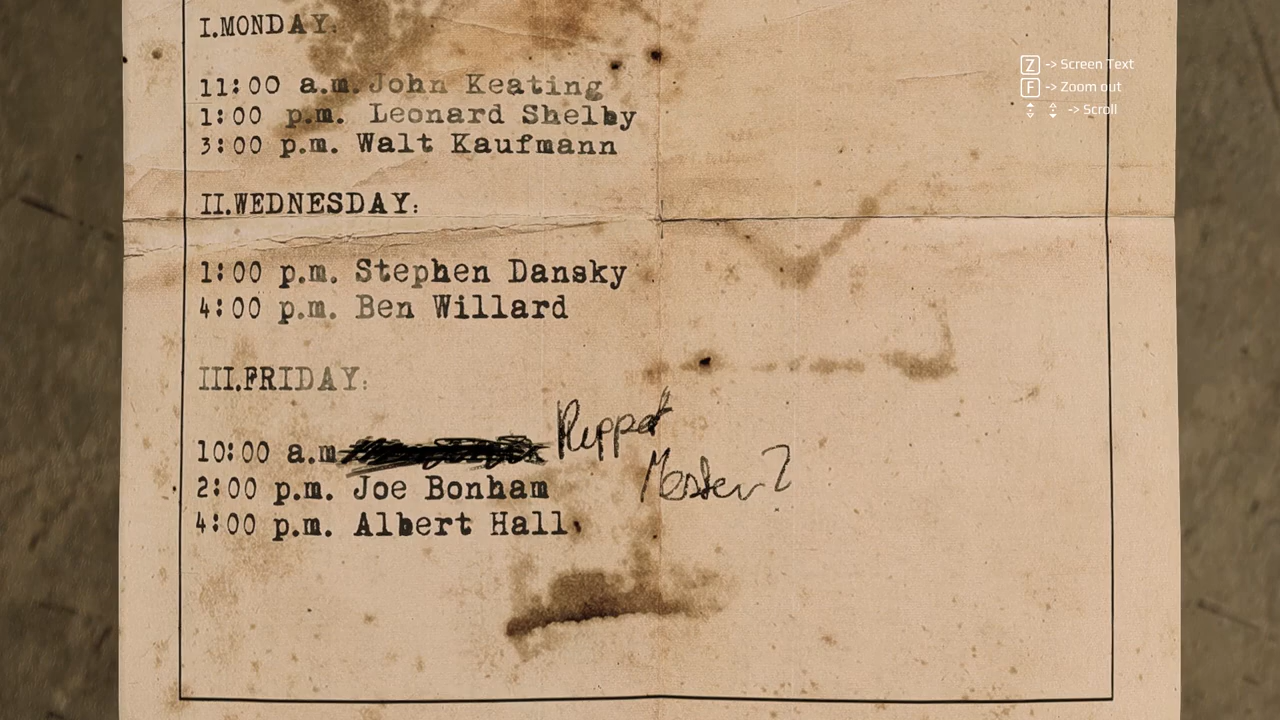 I.MONDAY:
Z -> Screen Text
F -> Zoom out
-> Scroll
11:00 a.m. John Keating
1:00 p.m. Leonard Shelby
3:00 p.m. Walt Kaufmann
II.WEDNESDAY:
1:00 p.m. Stephen Dansky
4:00 p.m. Ben Willard
III.FRIDAY:
Puppet
10:00 a.m
Master?
2:00 p.m. Joe Bonham
4:00 p.m. Albert Hall